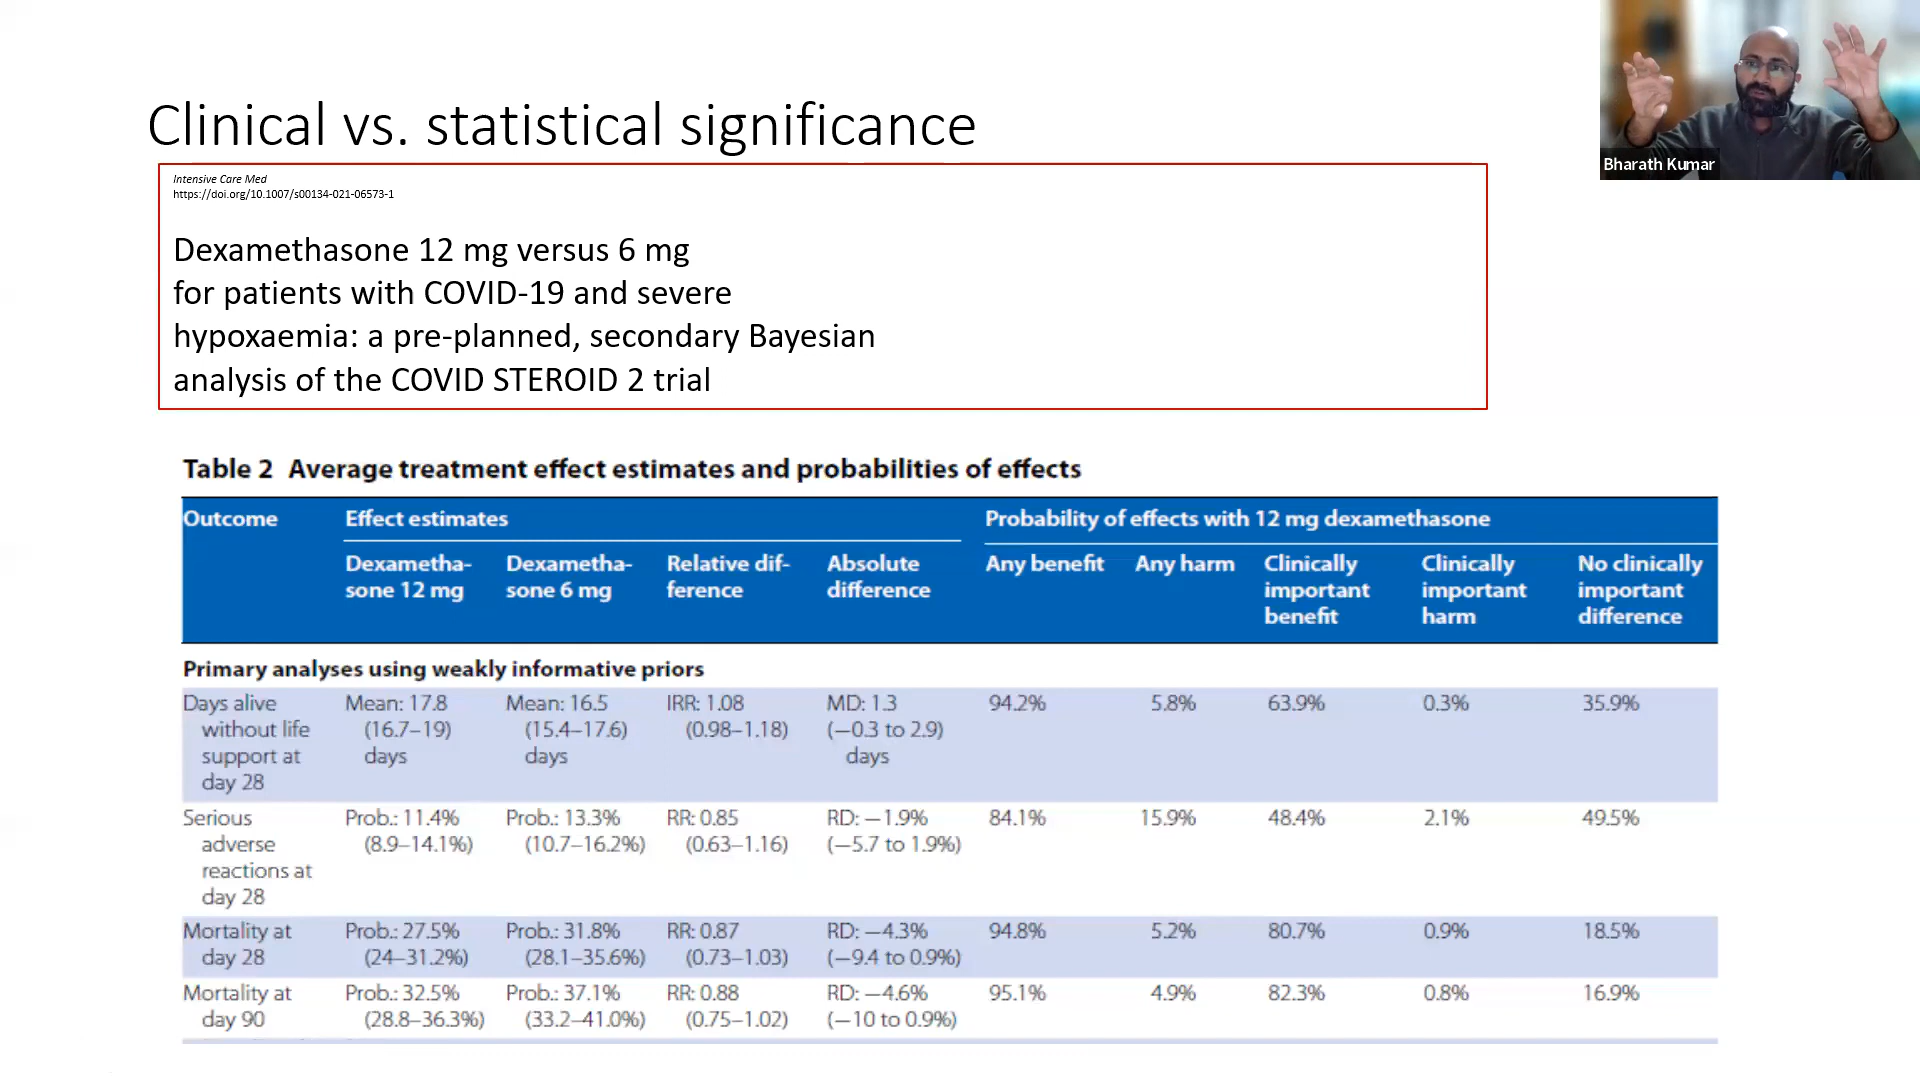 Clinical vs. statistical significance
Bharath Kumar
Intensive Care Med
https://doi.org/10.1007/s00134-021-06573-1
Dexamethasone 12 mg versus 6 mg
for patients with COVID-19 and severe
hypoxaemia: a pre-planned, secondary Bayesian
analysis of the COVID STEROID 2 trial
Table 2 Average treatment effect estimates and probabilities of effects
Outcome Effect estimates Probability of effects with 12 mg dexamethasone
Dexametha- Dexametha- Relative dif- Absolute Any benefit Any harm Clinically Clinically No clinically
sone 12 mg sone 6 mg ference difference important important important
benefit harm difference
Primary analyses using weakly informative priors
Days alive Mean: 17.8 Mean: 16.5 IRR: 1.08 MD: 1.3 94.2% 5.8% 63.9% 0.3% 35.9%
without life (16.7–19) (15.4–17.6) (0.98–1.18) (−0.3 to 2.9)
support at days days days
day 28
Serious Prob.: 11.4% Prob.: 13.3% RR: 0.85 RD: −1.9% 84.1% 15.9% 48.4% 2.1% 49.5%
adverse (8.9–14.1%) (10.7–16.2%) (0.63–1.16) (−5.7 to 1.9%)
reactions at
day 28
Mortality at Prob.: 27.5% Prob.: 31.8% RR: 0.87 RD: −4.3% 94.8% 5.2% 80.7% 0.9% 18.5%
day 28 (24–31.2%) (28.1–35.6%) (0.73–1.03) (−9.4 to 0.9%)
Mortality at Prob.: 32.5% Prob.: 37.1% RR: 0.88 RD: −4.6% 95.1% 4.9% 82.3% 0.8% 16.9%
day 90 (28.8–36.3%) (33.2–41.0%) (0.75–1.02) (−10 to 0.9%)